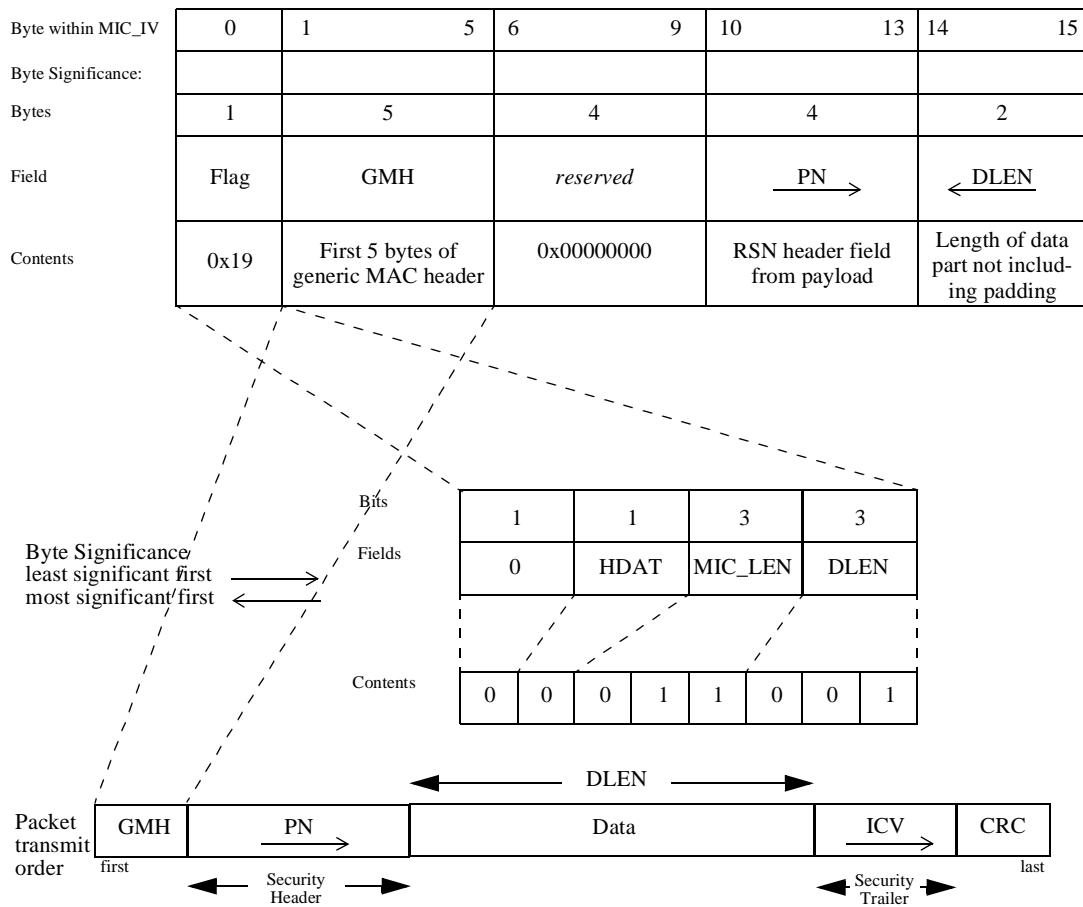 Byte within MIC_IV 0 1 5 6 9 10 13 14 15
Byte Significance:
Bytes 1 5 4 4 2
Field Flag GMH reserved PN DLEN
Contents 0x19 First 5 bytes of generic MAC header 0x00000000 RSN header field from payload Length of data part not includ- ing padding
Bits 1 1 3 3
Fields 0 HDAT MIC_LEN DLEN
Byte Significance
least significant first
most significant first
Contents 0 0 0 1 1 0 0 1
DLEN
Packet transmit order
GMH PN Data ICV CRC
first last
Security Header
Security Trailer